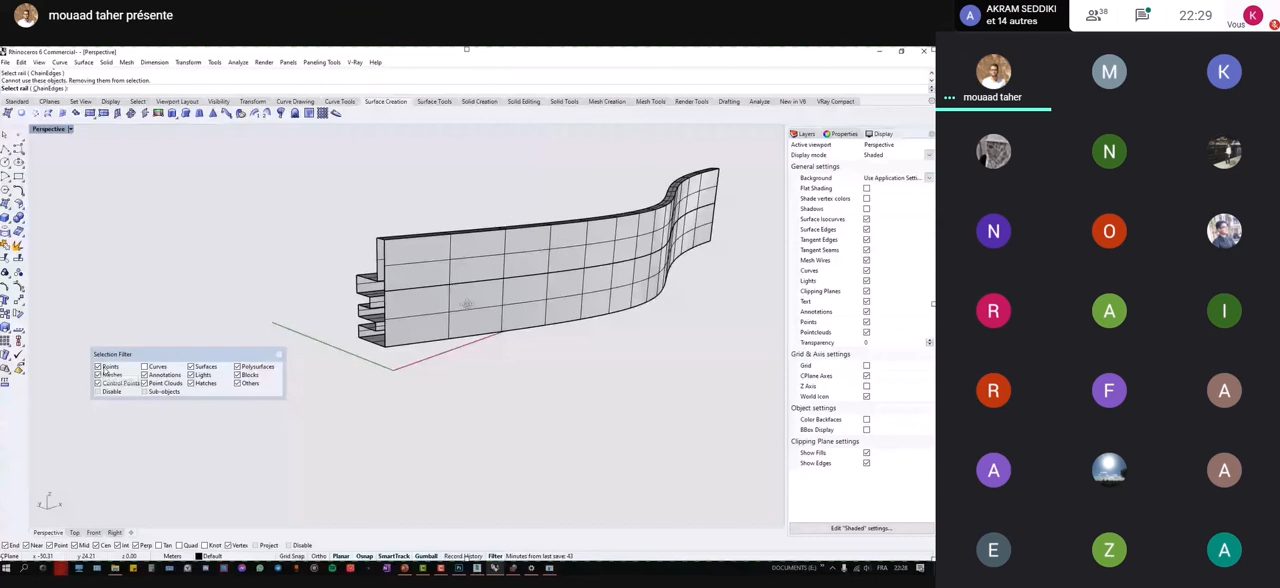 mouaad taher présente
A
AKRAM SEDDIKI
et 14 autres
38
22:29
K
Vous
Rhinoceros 6 Commercial - [Perspective]
File Edit View Curve Surface Solid Mesh Dimension Transform Tools Analyze Render Panels Paneling Tools V-Ray Help
Select rail ( ChainEdges )
Cannot use these objects. Removing them from selection.
Select rail ( ChainEdges ):
Standard CPlanes Set View Display Select Viewport Layout Visibility Transform Curve Drawing Curve Tools Surface Creation Surface Tools Solid Creation Solid Editing Solid Tools Mesh Creation Mesh Tools Render Tools Drafting Analyze New in V6 VRay Compact
Perspective
Layers Properties Display
Active viewport Perspective
Display mode Shaded
General settings
Background Use Application Setti...
Flat Shading
Shade vertex colors
Shadows
Surface Isocurves
Surface Edges
Tangent Edges
Tangent Seams
Mesh Wires
Curves
Lights
Clipping Planes
Text
Annotations
Points
Pointclouds
Transparency 0
Grid & Axis settings
Grid
CPlane Axes
Z Axis
World Icon
Object settings
Color Backfaces
BBox Display
Clipping Plane settings
Show Fills
Show Edges
Edit "Shaded" settings...
Selection Filter
Points Curves Surfaces Polysurfaces
Meshes Annotations Lights Blocks
Control Points Point Clouds Hatches Others
Disable Sub-objects
z
y x
Perspective Top Front Right
End Near Point Mid Cen Int Perp Tan Quad Knot Vertex Project Disable
CPlane x -50.31 y 24.21 z 0.00 Meters Default Grid Snap Ortho Planar Osnap SmartTrack Gumball Record History Filter Minutes from last save: 43
DOCUMENTS (E:) FRA 22:28
mouaad taher
M
K
N
N
O
R
A
I
R
F
A
A
A
E
Z
A